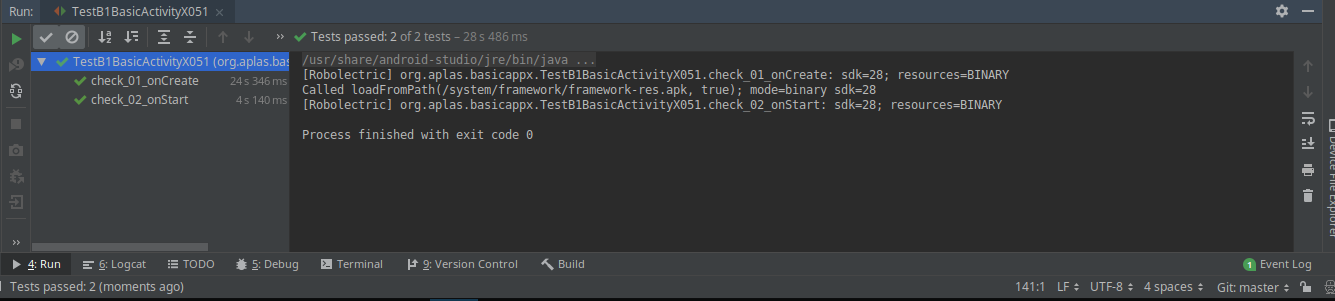 Run: TestB1BasicActivityX051
Tests passed: 2 of 2 tests – 28 s 486 ms
TestB1BasicActivityX051 (org.aplas.bas
check_01_onCreate 24 s 346 ms
check_02_onStart 4 s 140 ms
/usr/share/android-studio/jre/bin/java ...
[Robolectric] org.aplas.basicappx.TestB1BasicActivityX051.check_01_onCreate: sdk=28; resources=BINARY
Called loadFromPath(/system/framework/framework-res.apk, true); mode=binary sdk=28
[Robolectric] org.aplas.basicappx.TestB1BasicActivityX051.check_02_onStart: sdk=28; resources=BINARY
Process finished with exit code 0
Device File Explorer
4: Run 6: Logcat TODO 5: Debug Terminal 9: Version Control Build 1 Event Log
Tests passed: 2 (moments ago) 141:1 LF UTF-8 4 spaces Git: master